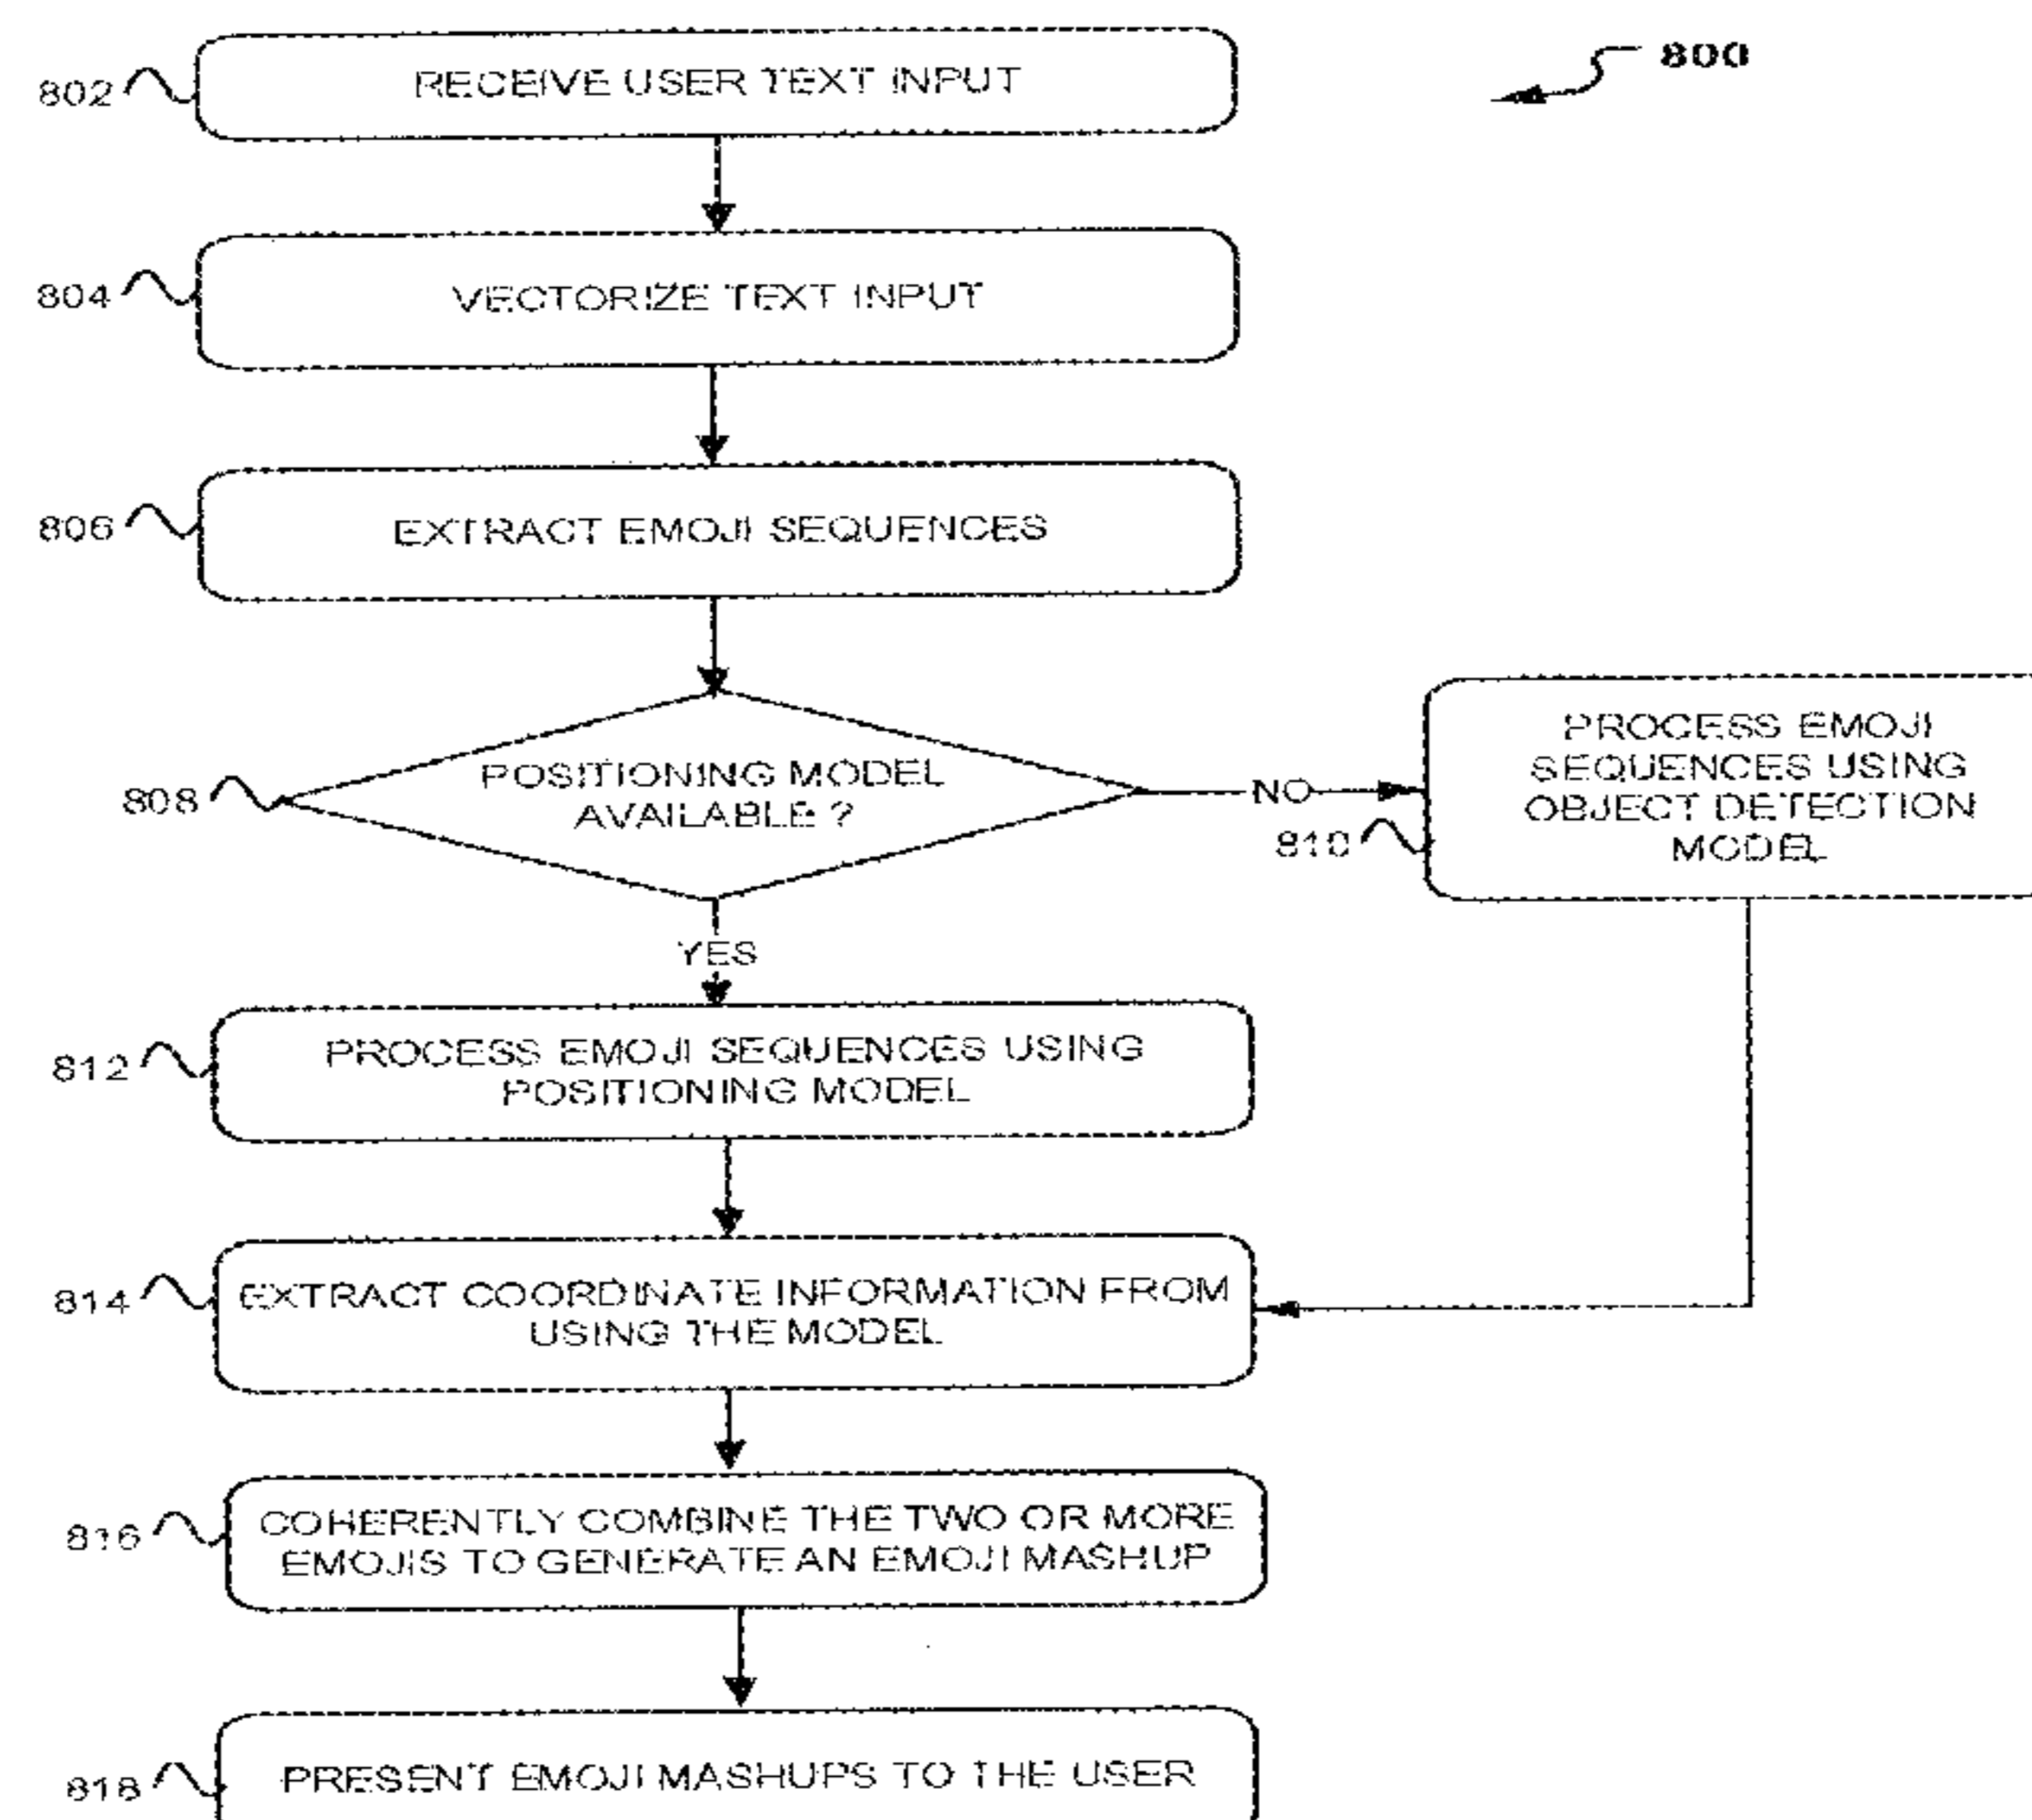 800
802
RECEIVE USER TEXT INPUT
804
VECTORIZE TEXT INPUT
806
EXTRACT EMOJI SEQUENCES
808
POSITIONING MODEL
AVAILABLE ?
NO
810
PROCESS EMOJI
SEQUENCES USING
OBJECT DETECTION
MODEL
YES
812
PROCESS EMOJI SEQUENCES USING
POSITIONING MODEL
814
EXTRACT COORDINATE INFORMATION FROM
USING THE MODEL
816
COHERENTLY COMBINE THE TWO OR MORE
EMOJIS TO GENERATE AN EMOJI MASHUP
818
PRESENT EMOJI MASHUPS TO THE USER